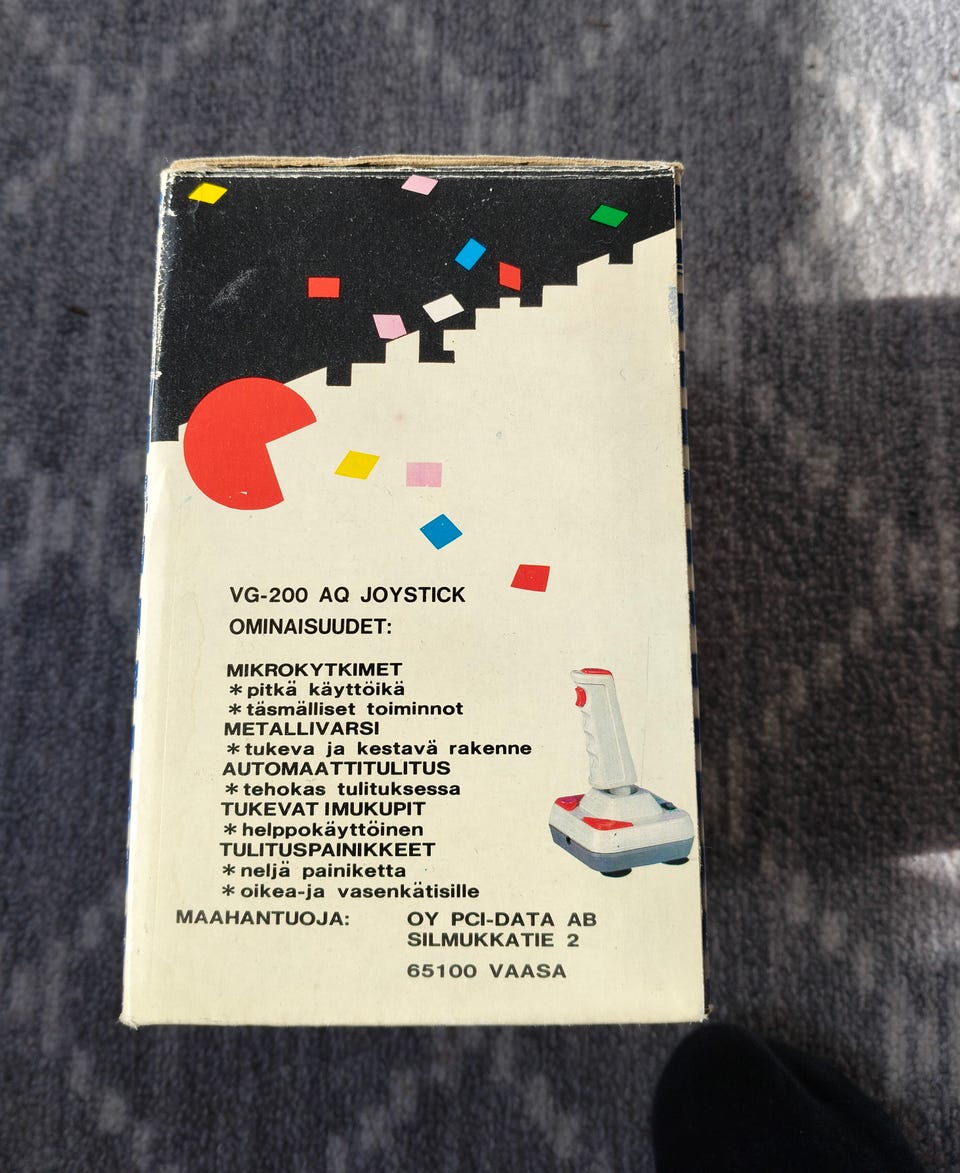 VG-200 AQ JOYSTICK
OMINAISUUDET:
MIKROKYTKIMET
*pitkä käyttöikä
*täsmälliset toiminnot
METALLIVARSI
*tukeva ja kestavä rakenne
AUTOMAATTITULITUS
*tehokas tulituksessa
TUKEVAT IMUKUPIT
*helppokäyttöinen
TULITUSPAINIKKEET
*neljä painiketta
*oikea-ja vasenkätisille
MAAHANTUOJA: OY PCI-DATA AB
SILMUKKATIE 2
65100 VAASA